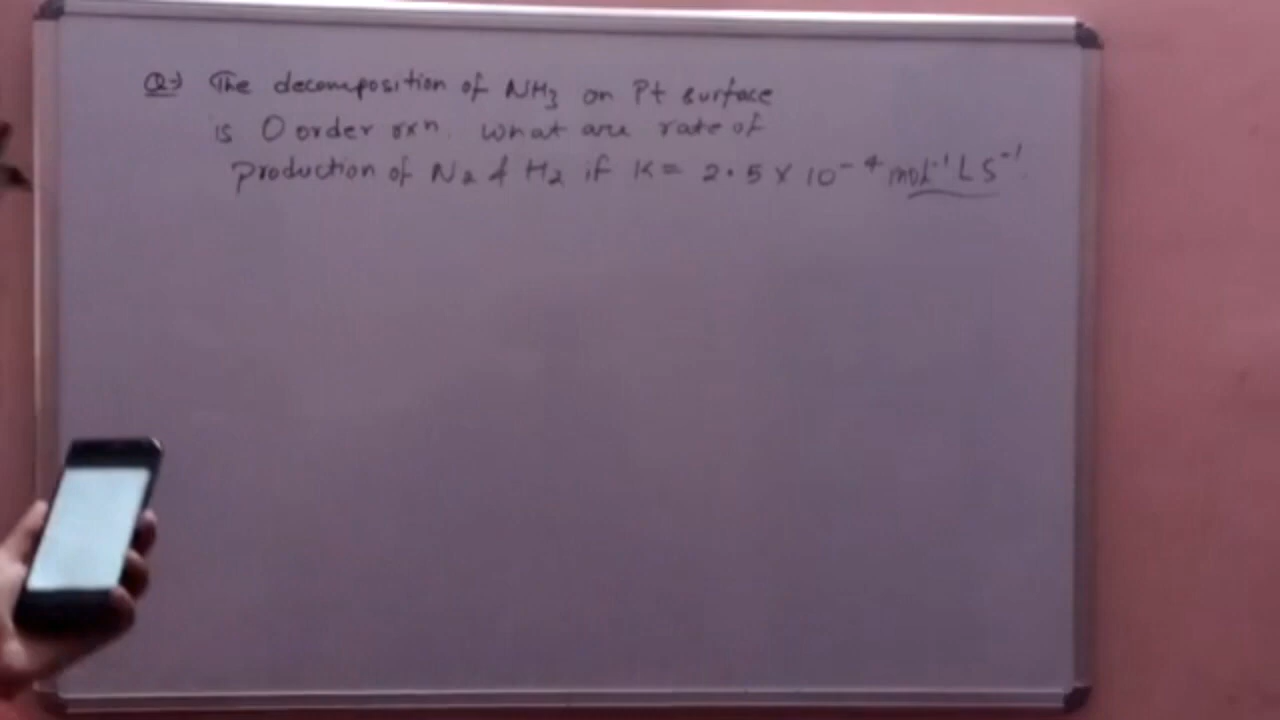 Q→ The decomposition of NH3 on Pt surface
is 0 order rxn. What are rate of
production of N2 & H2 if K = 2.5 X 10⁻⁴ mol⁻¹ L S⁻¹.